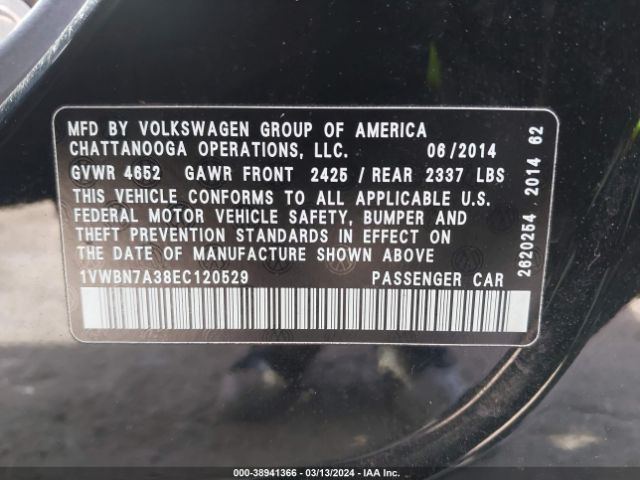 MFD BY VOLKSWAGEN GROUP OF AMERICA
CHATTANOOGA OPERATIONS, LLC. 06/2014
GVWR 4652 GAWR FRONT 2425 / REAR 2337 LBS
THIS VEHICLE CONFORMS TO ALL APPLICABLE U.S.
FEDERAL MOTOR VEHICLE SAFETY, BUMPER AND
THEFT PREVENTION STANDARDS IN EFFECT ON
THE DATE OF MANUFACTURE SHOWN ABOVE
1VWBN7A38EC120529 PASSENGER CAR
2620254 2014 62
000-38941366 - 03/13/2024 - IAA Inc.